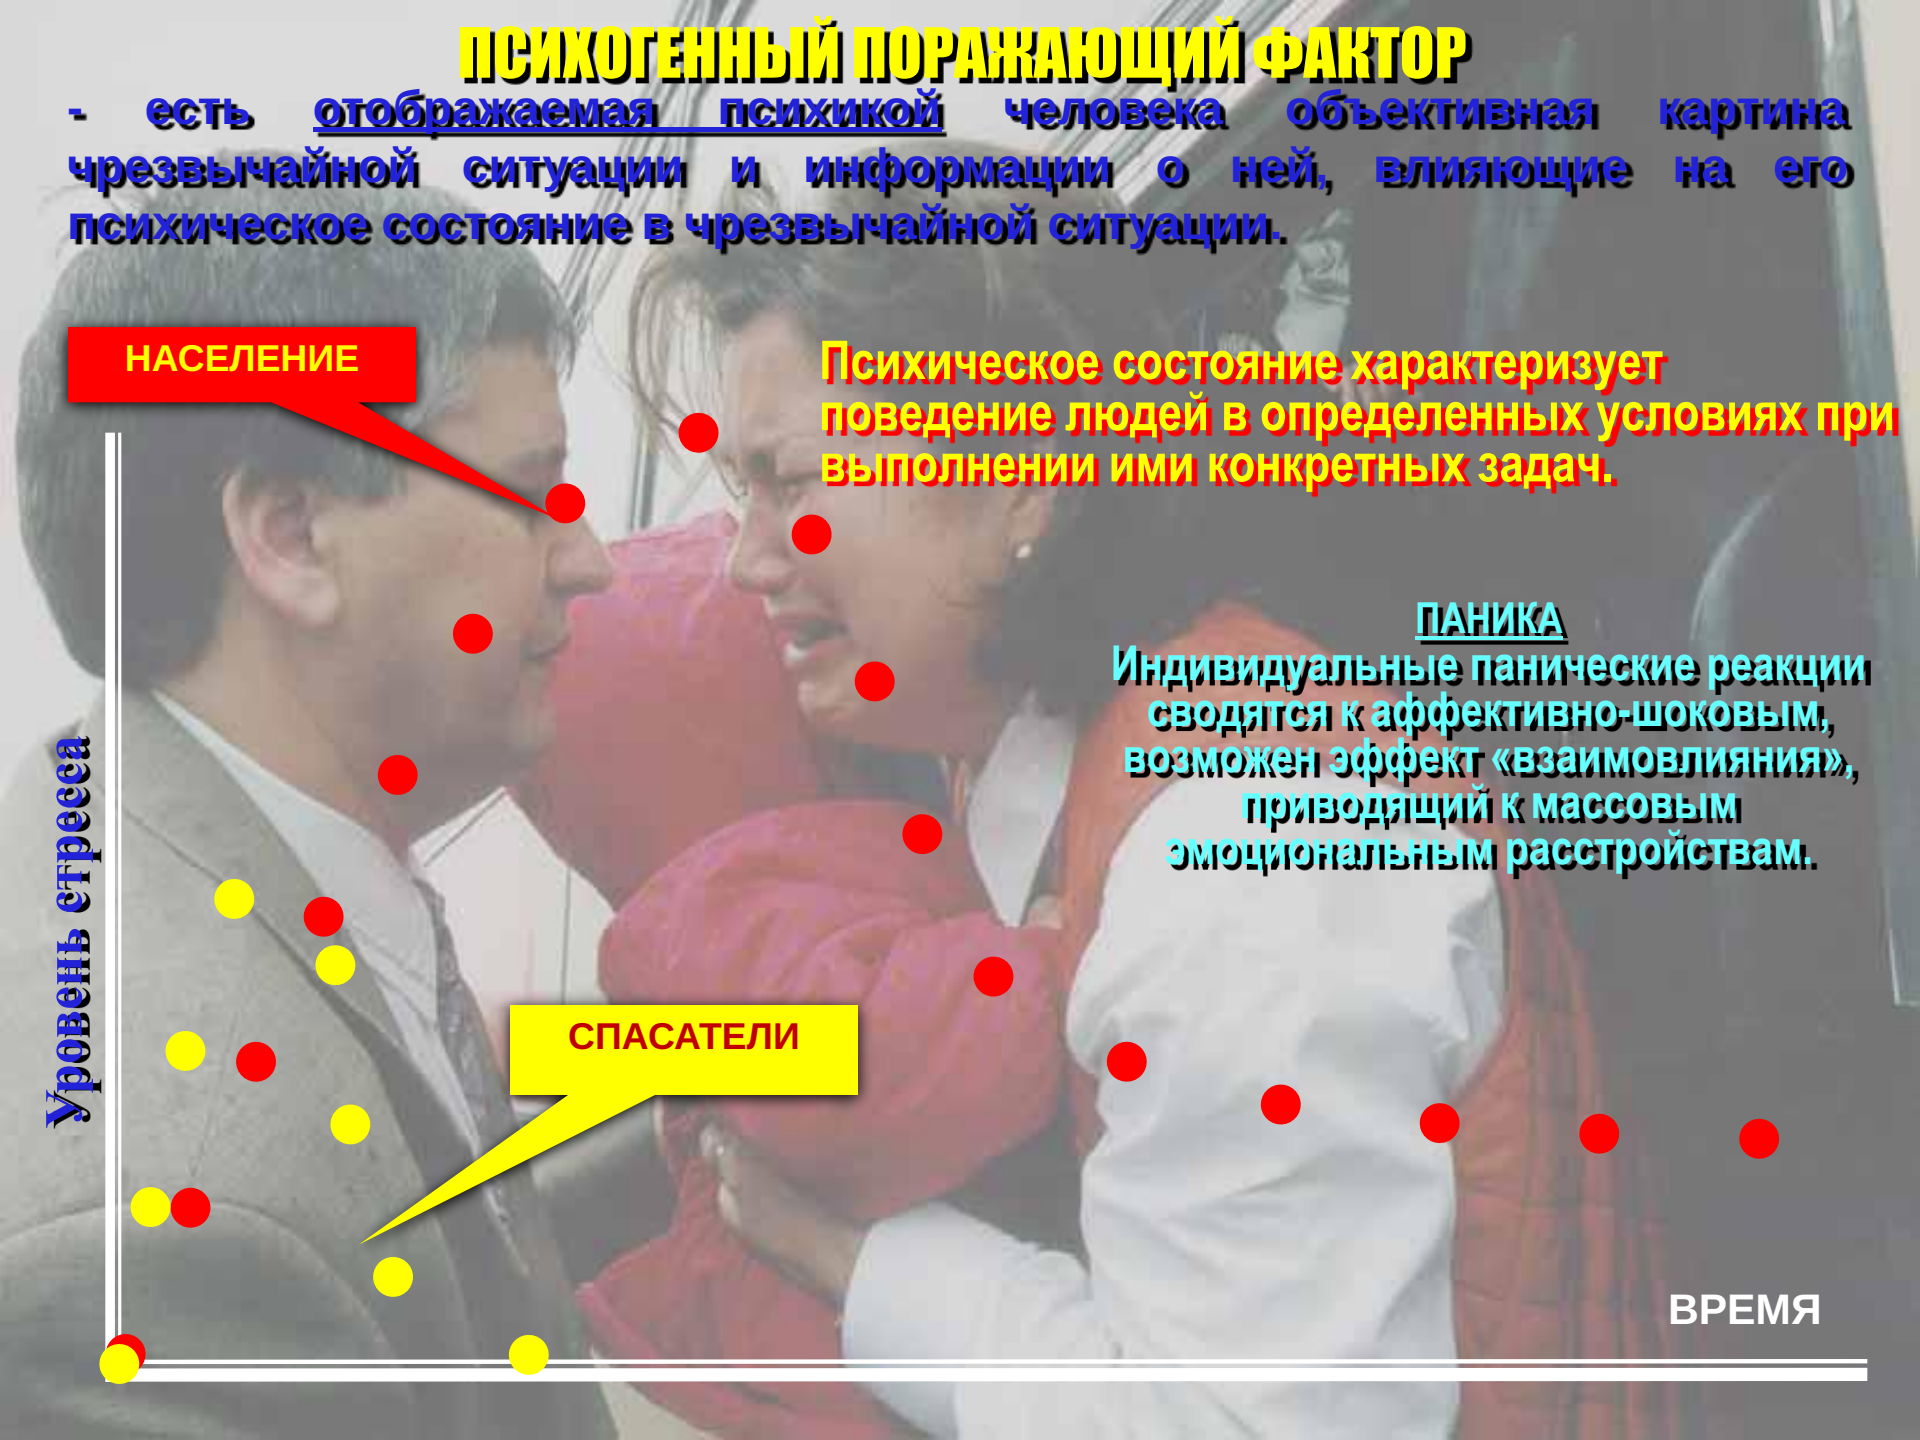 ПСИХОГЕННЫЙ ПОРАЖАЮЩИЙ ФАКТОР
- есть отображаемая психикой человека объективная картина
чрезвычайной ситуации и информации о ней, влияющие на его
психическое состояние в чрезвычайной ситуации.
НАСЕЛЕНИЕ
Психическое состояние характеризует
поведение людей в определенных условиях при
выполнении ими конкретных задач.
ПАНИКА
Индивидуальные панические реакции
сводятся к аффективно-шоковым,
возможен эффект «взаимовлияния»,
приводящий к массовым
эмоциональным расстройствам.
Уровень стресса
СПАСАТЕЛИ
ВРЕМЯ